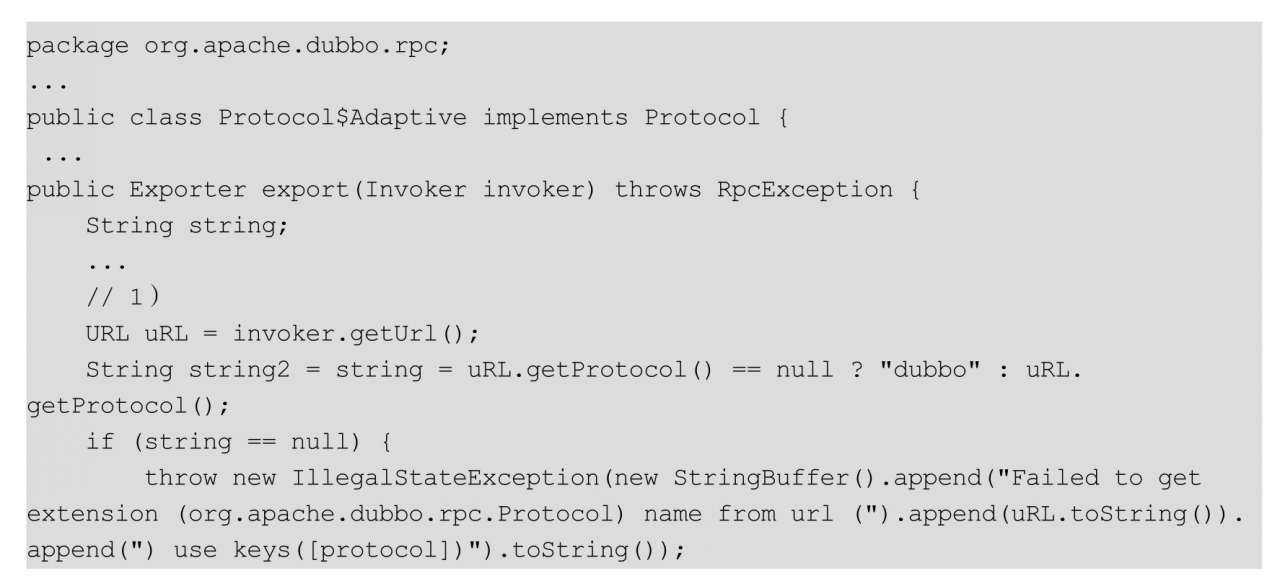 package org.apache.dubbo.rpc;
...
public class Protocol$Adaptive implements Protocol {
 ...
public Exporter export(Invoker invoker) throws RpcException {
    String string;
    ...
    // 1）
    URL uRL = invoker.getUrl();
    String string2 = string = uRL.getProtocol() == null ? "dubbo" : uRL.
getProtocol();
    if (string == null) {
        throw new IllegalStateException(new StringBuffer().append("Failed to get
extension (org.apache.dubbo.rpc.Protocol) name from url (").append(uRL.toString()).
append(") use keys([protocol])").toString());